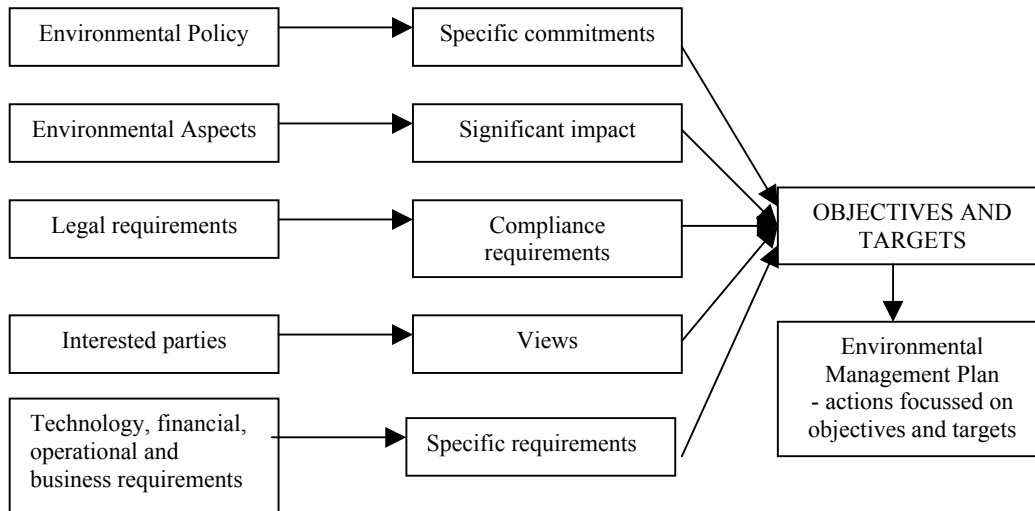 Environmental Policy
Specific commitments
Environmental Aspects
Significant impact
Legal requirements
Compliance
requirements
OBJECTIVES AND
TARGETS
Interested parties
Views
Environmental
Management Plan
- actions focussed on
objectives and targets
Technology, financial,
operational and
business requirements
Specific requirements